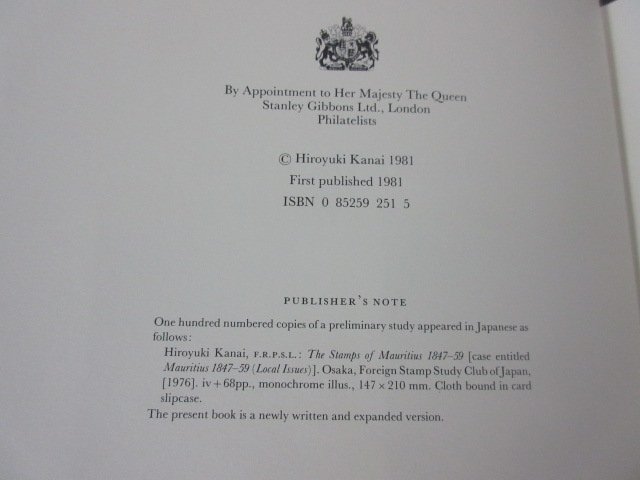 By Appointment to Her Majesty The Queen
Stanley Gibbons Ltd., London
Philatelists
© Hiroyuki Kanai 1981
First published 1981
ISBN 0 85259 251 5
PUBLISHER'S NOTE
One hundred numbered copies of a preliminary study appeared in Japanese as
follows:
Hiroyuki Kanai, F.R.P.S.L.: The Stamps of Mauritius 1847–59 [case entitled
Mauritius 1847–59 (Local Issues)]. Osaka, Foreign Stamp Study Club of Japan,
[1976]. iv+68pp., monochrome illus., 147×210 mm. Cloth bound in card
slipcase.
The present book is a newly written and expanded version.